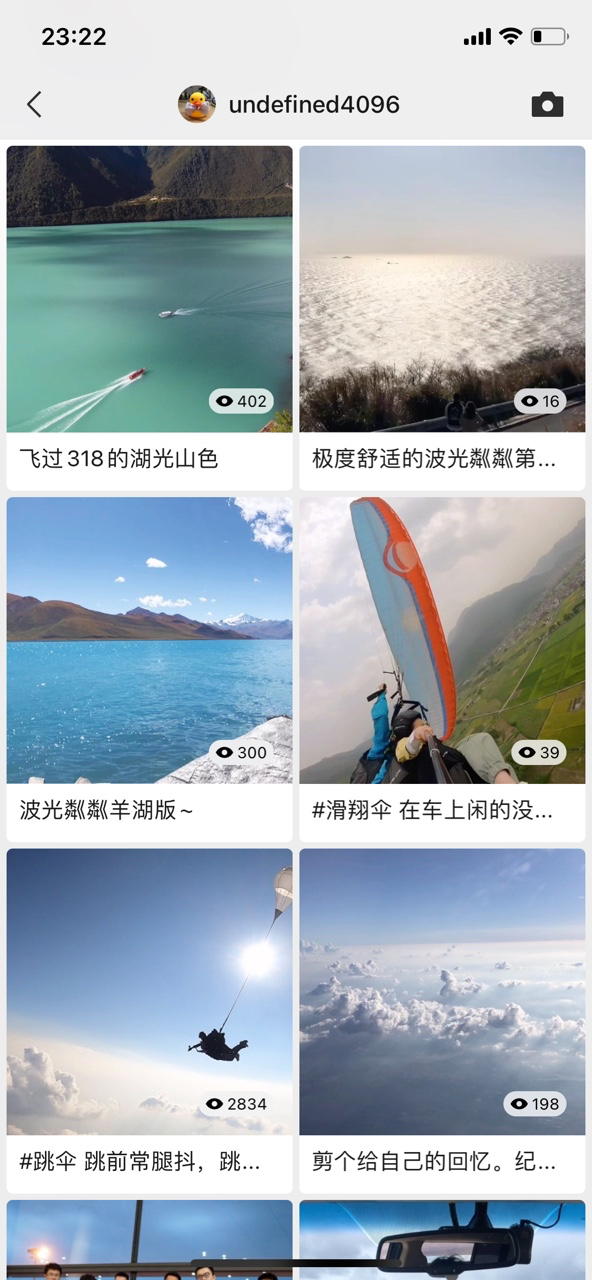 23:22
undefined4096
402
16
飞过318的湖光山色
极度舒适的波光粼粼第...
300
39
波光粼粼羊湖版~
#滑翔伞 在车上闲的没...
2834
198
#跳伞 跳前常腿抖，跳...
剪个给自己的回忆。纪...